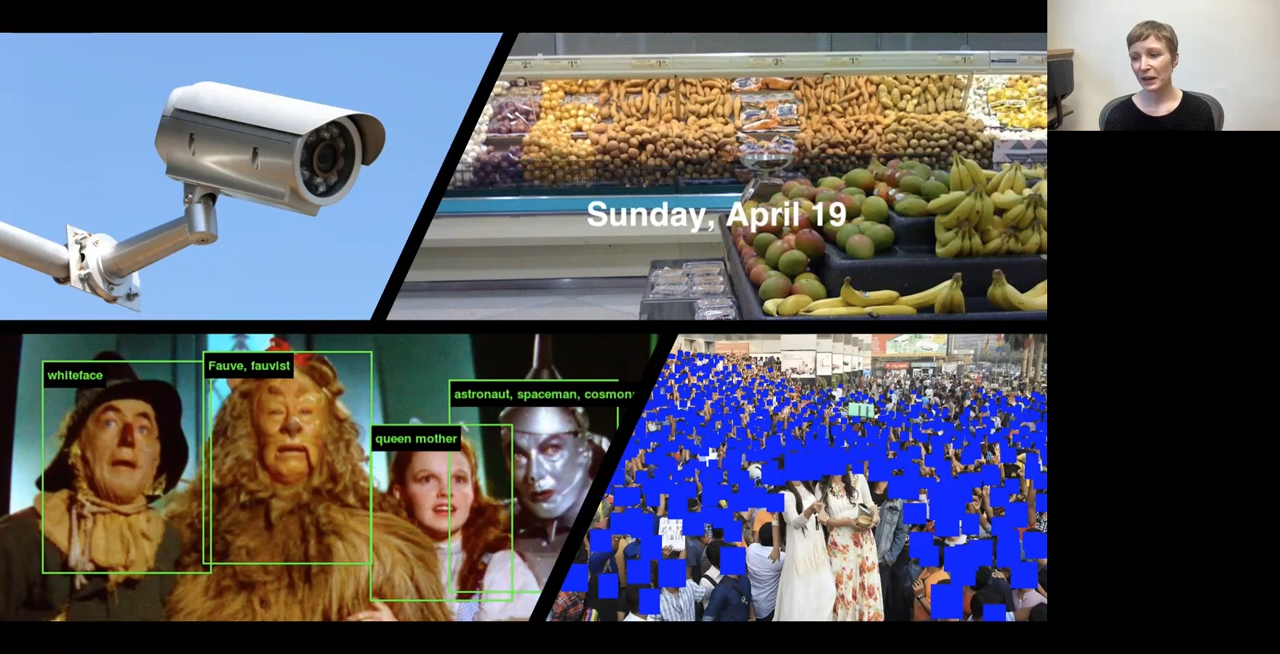 Sunday, April 19
whiteface
Fauve, fauvist
astronaut, spaceman, cosmon
queen mother